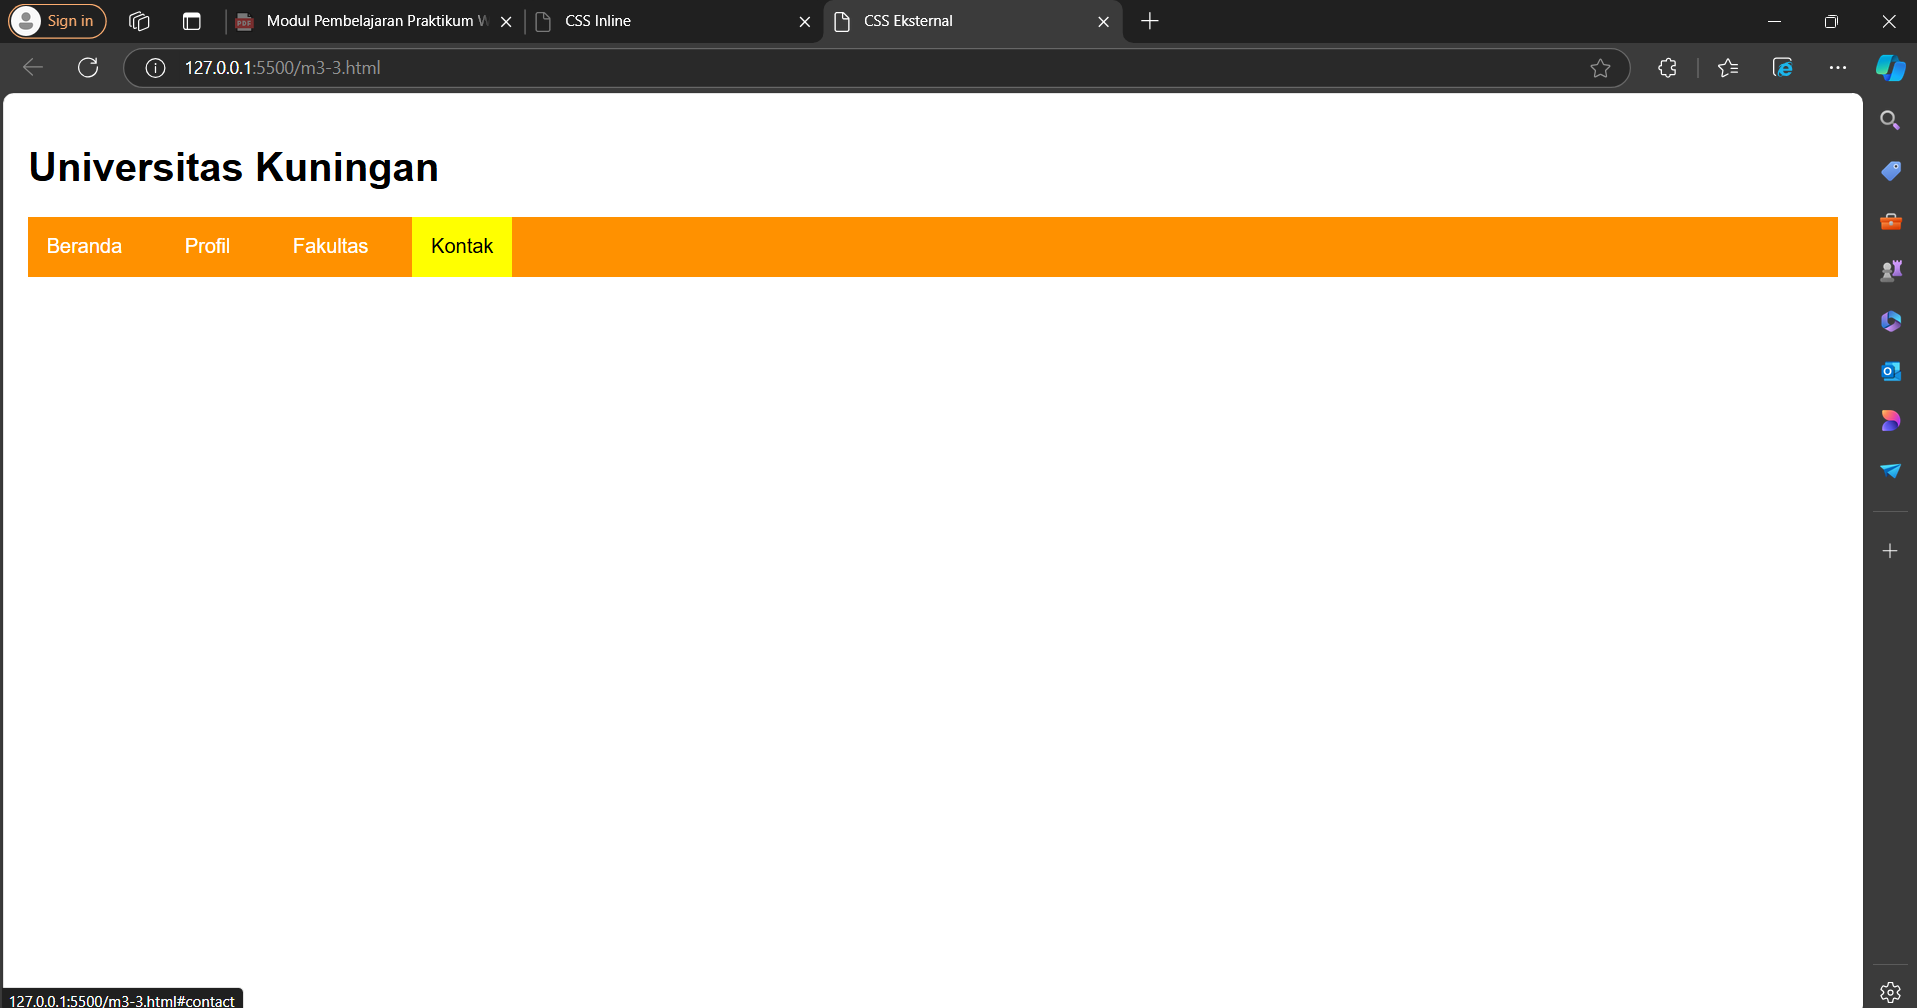 Sign in
Modul Pembelajaran Praktikum
CSS Inline
CSS Eksternal
127.0.0.1:5500/m3-3.html
Universitas Kuningan
Beranda Profil Fakultas Kontak
127.0.0.1:5500/m3-3.html#contact